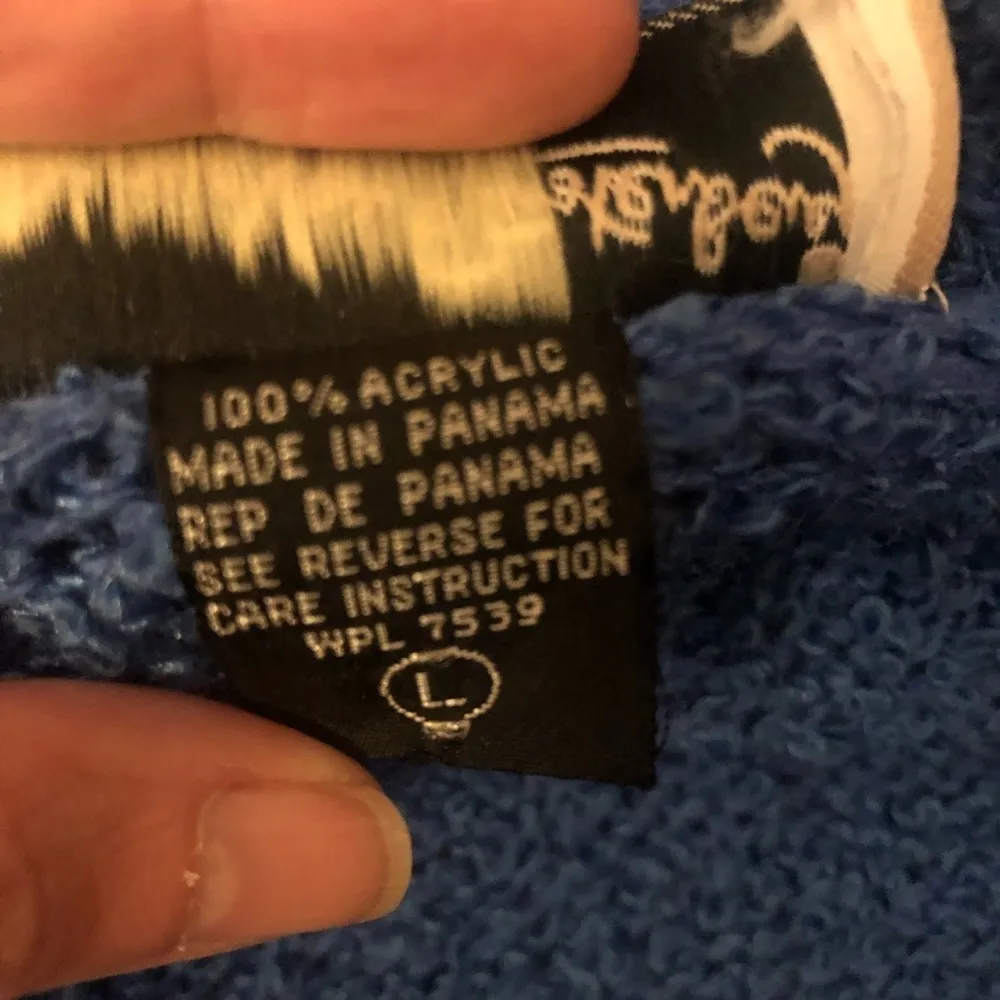 100% ACRYLIC
MADE IN PANAMA
REP DE PANAMA
SEE REVERSE FOR
CARE INSTRUCTION
WPL 7539
L